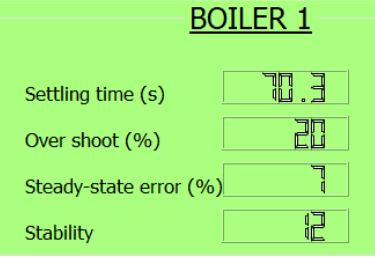 BOILER 1
Settling time (s) 70.3
Over shoot (%) 20
Steady-state error (%) 7
Stability 12